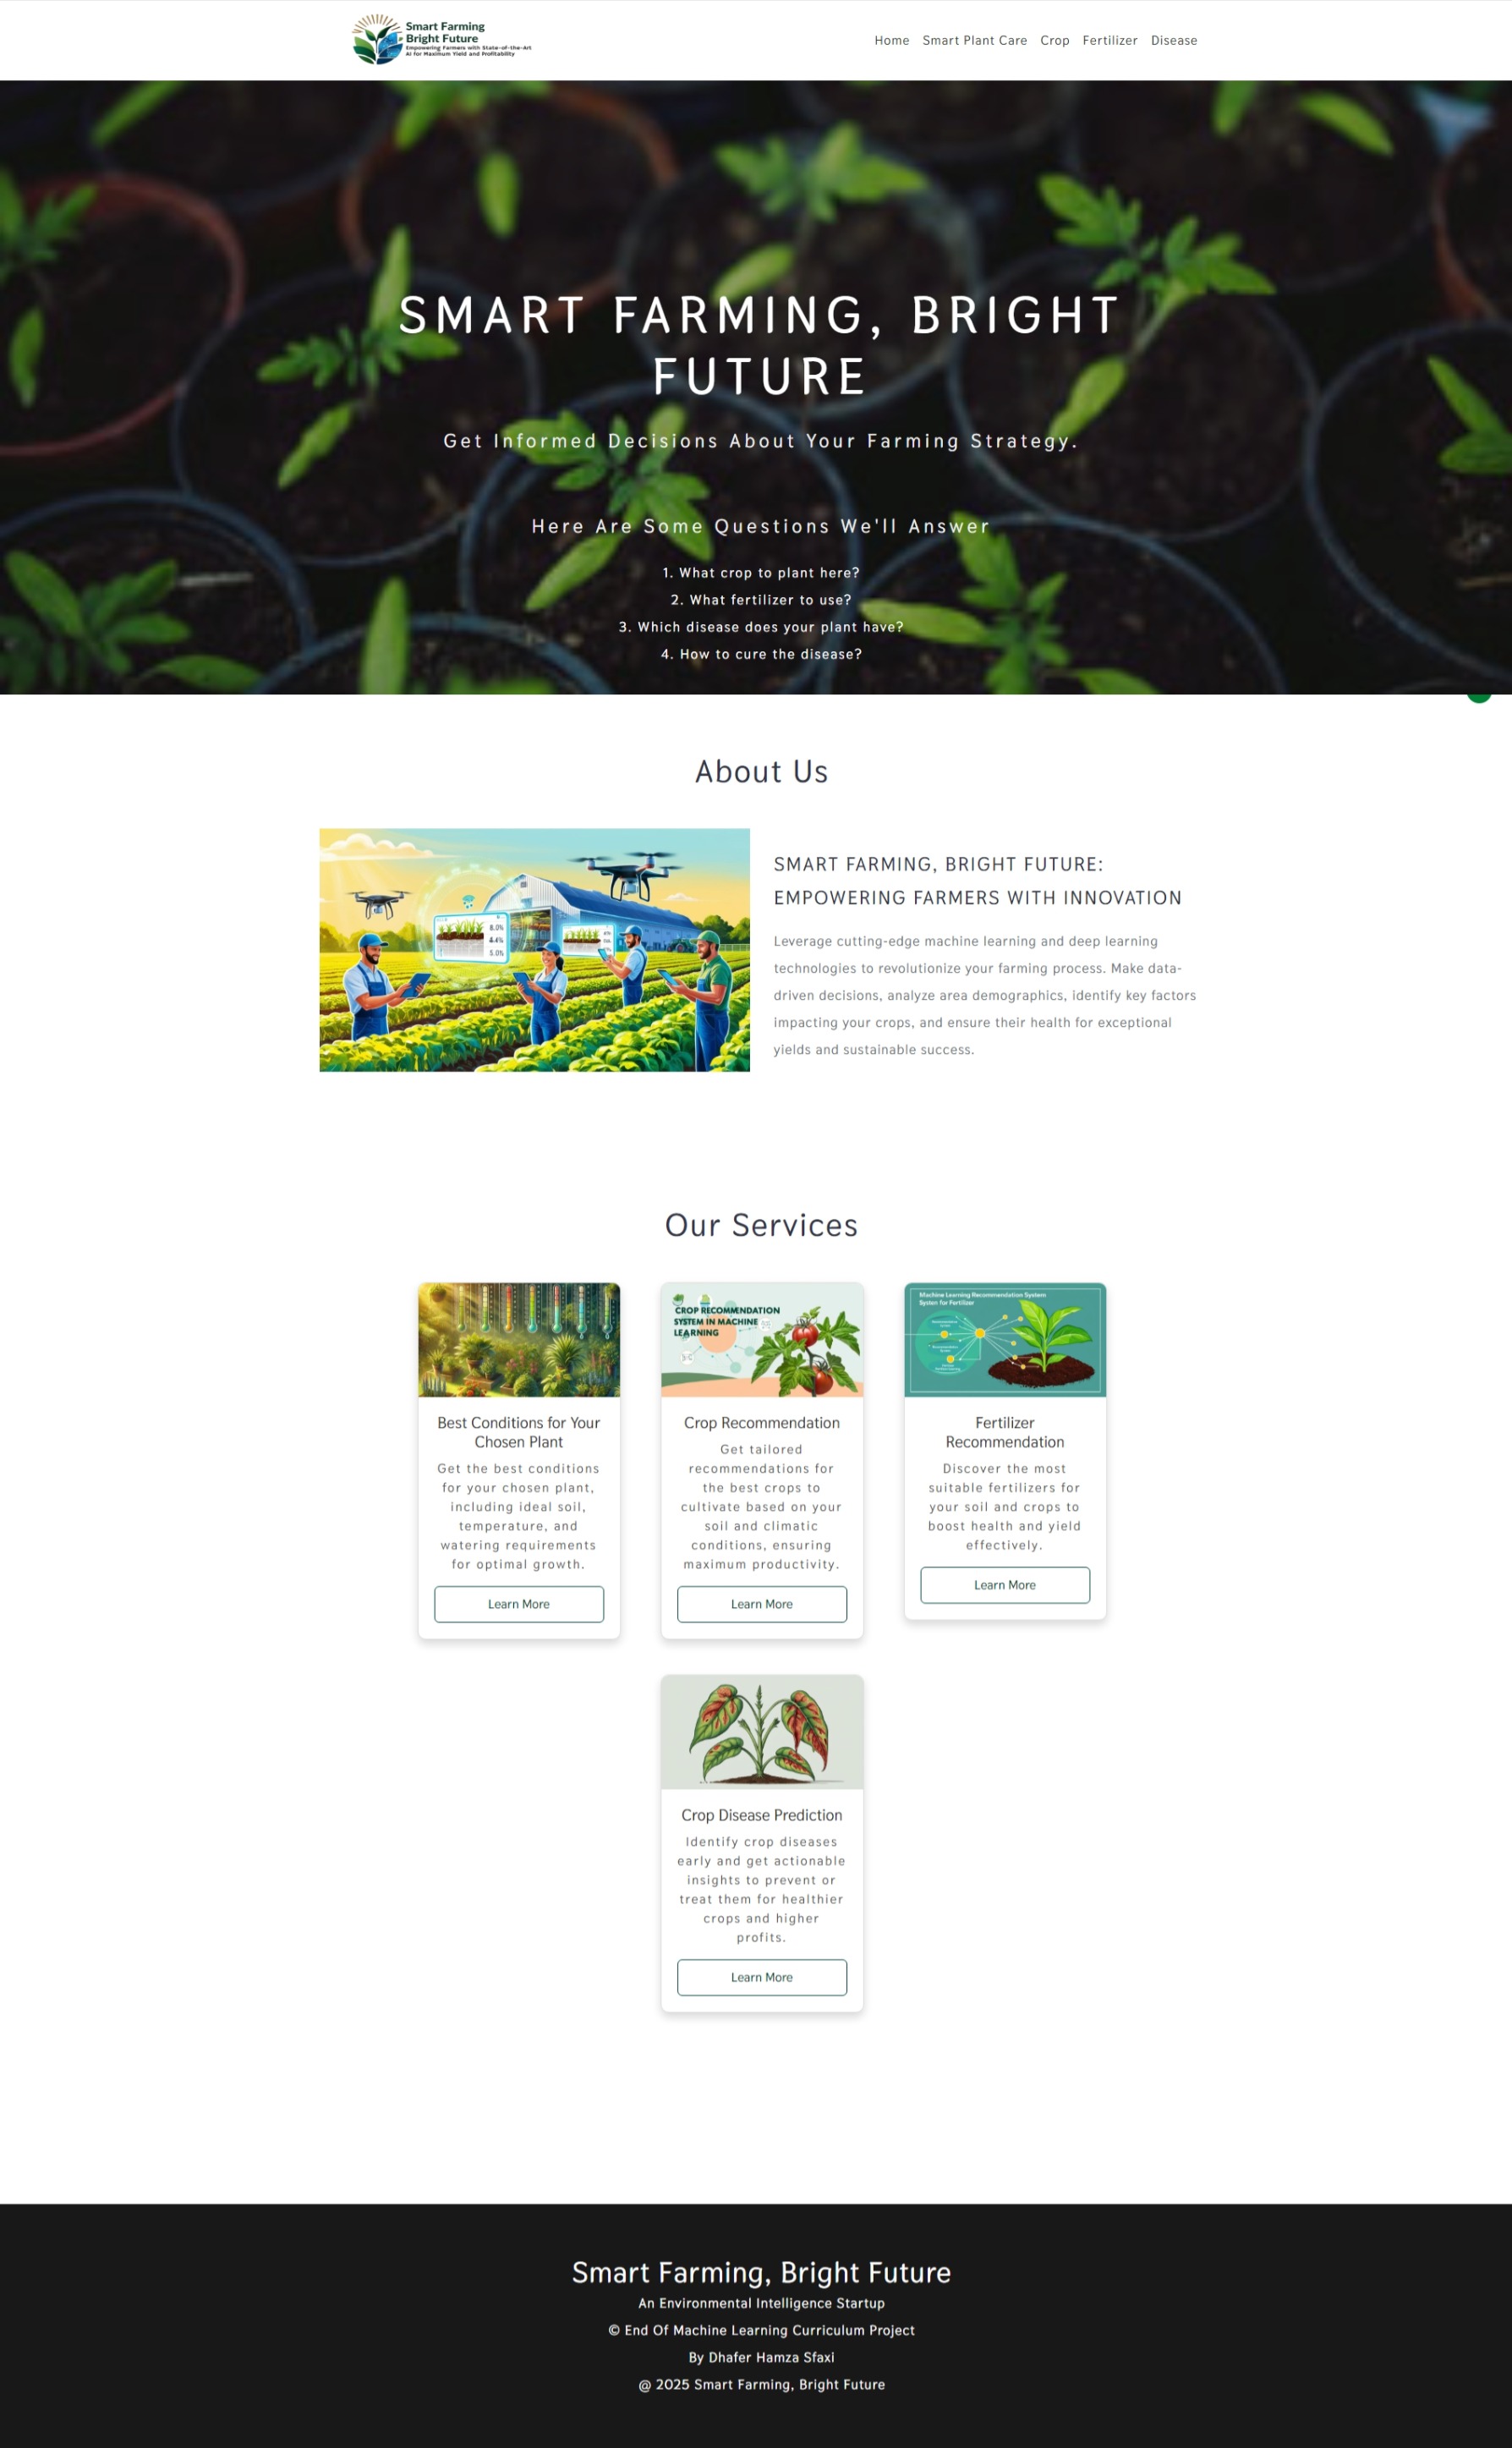 Smart Farming
Bright Future
Empowering Farmers with State-of-the-Art
AI for Maximum Yield and Profitability
Home Smart Plant Care Crop Fertilizer Disease
SMART FARMING, BRIGHT
FUTURE
Get Informed Decisions About Your Farming Strategy.
Here Are Some Questions We'll Answer
1. What crop to plant here?
2. What fertilizer to use?
3. Which disease does your plant have?
4. How to cure the disease?
About Us
8.0%
4.4%
5.0%
SMART FARMING, BRIGHT FUTURE:
EMPOWERING FARMERS WITH INNOVATION
Leverage cutting-edge machine learning and deep learning
technologies to revolutionize your farming process. Make data-
driven decisions, analyze area demographics, identify key factors
impacting your crops, and ensure their health for exceptional
yields and sustainable success.
Our Services
Best Conditions for Your
Chosen Plant
Get the best conditions
for your chosen plant,
including ideal soil,
temperature, and
watering requirements
for optimal growth.
Learn More
CROP RECOMMENDATION
SYSTEM IN MACHINE
LEARNING
Crop Recommendation
Get tailored
recommendations for
the best crops to
cultivate based on your
soil and climatic
conditions, ensuring
maximum productivity.
Learn More
Machine Learning Recommendation System
System for Fertilizer
Fertilizer
Recommendation
Discover the most
suitable fertilizers for
your soil and crops to
boost health and yield
effectively.
Learn More
Crop Disease Prediction
Identify crop diseases
early and get actionable
insights to prevent or
treat them for healthier
crops and higher
profits.
Learn More
Smart Farming, Bright Future
An Environmental Intelligence Startup
© End Of Machine Learning Curriculum Project
By Dhafer Hamza Sfaxi
@ 2025 Smart Farming, Bright Future